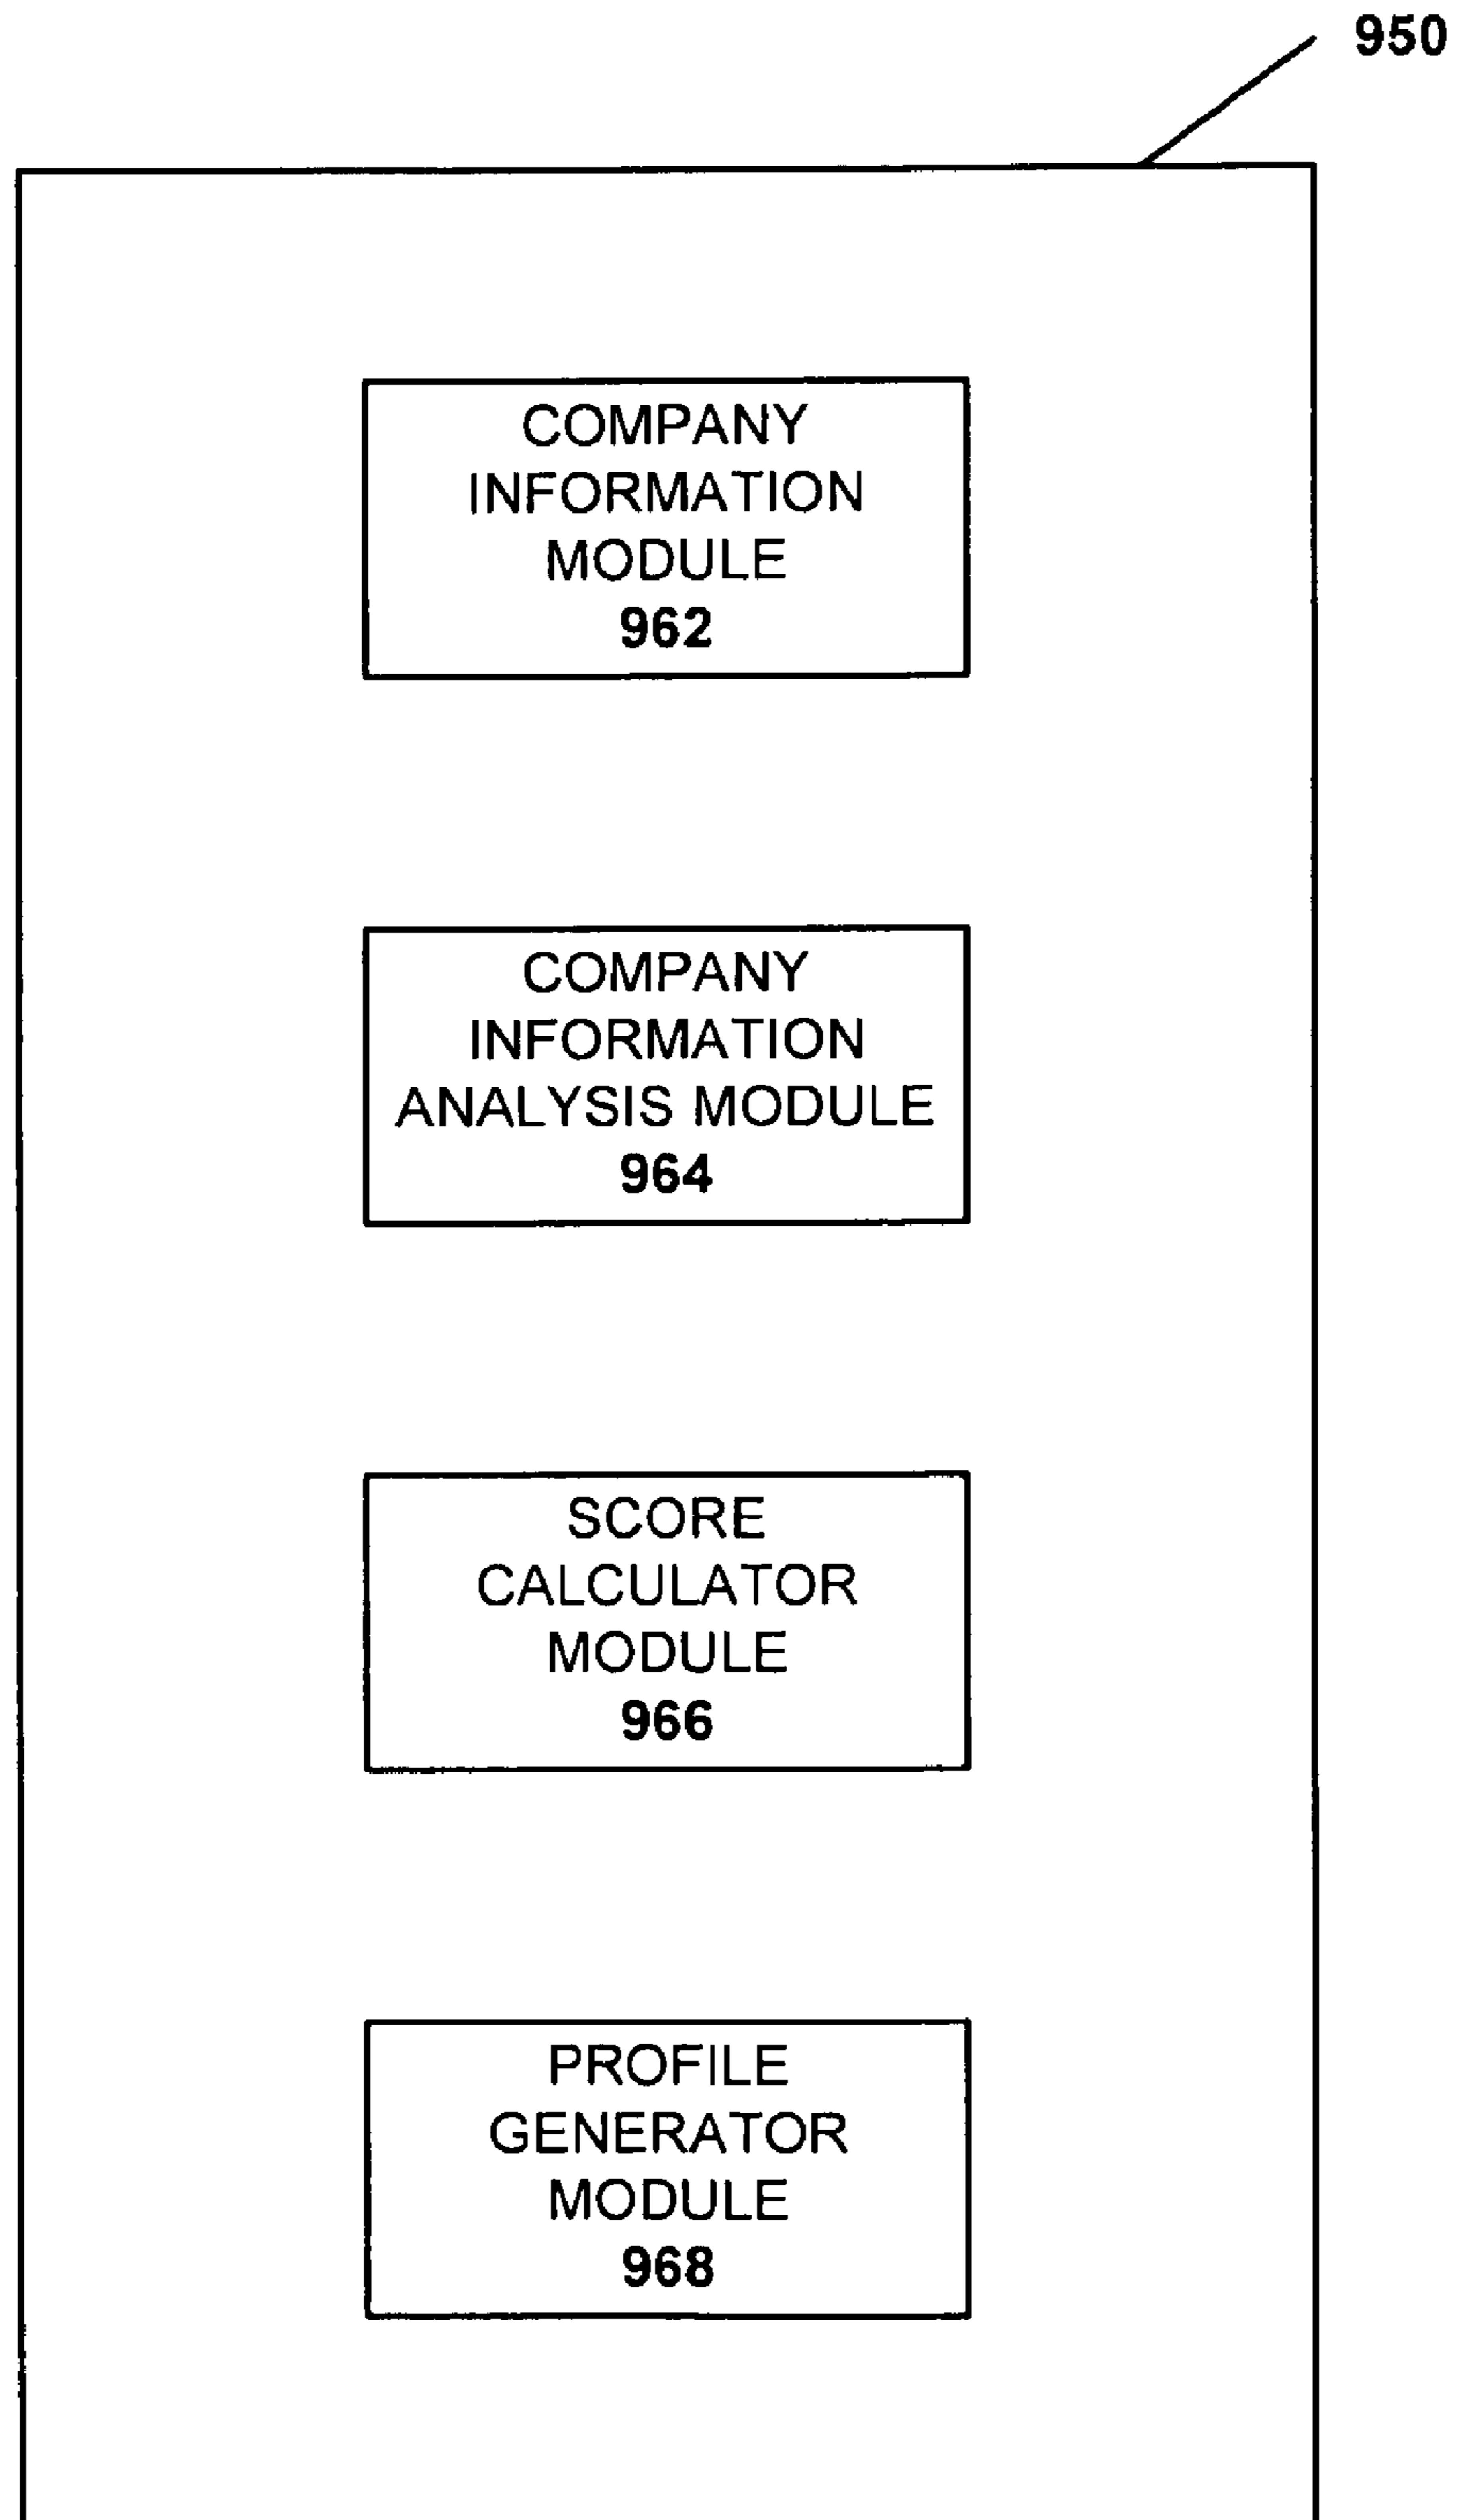 950
COMPANY
INFORMATION
MODULE
962
COMPANY
INFORMATION
ANALYSIS MODULE
964
SCORE
CALCULATOR
MODULE
966
PROFILE
GENERATOR
MODULE
968